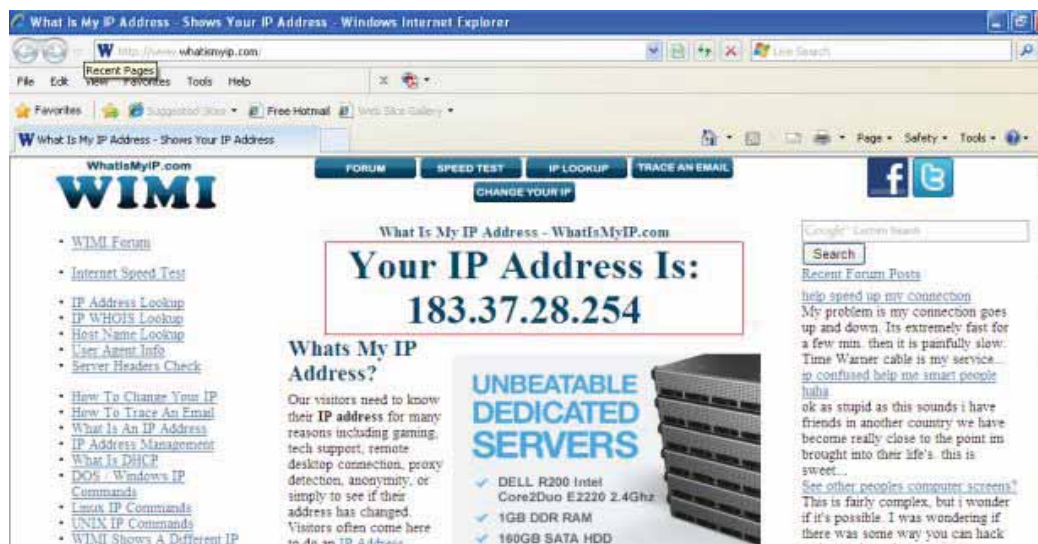 What Is My IP Address - Shows Your IP Address - Windows Internet Explorer
http://www.whatismyip.com
Live Search
Recent Pages
File Edit View Favorites Tools Help
Favorites Suggested Sites Free Hotmail Web Slice Gallery
What Is My IP Address - Shows Your IP Address
Page Safety Tools
WhatIsMyIP.com
WIMI
FORUM SPEED TEST IP LOOKUP TRACE AN EMAIL
CHANGE YOUR IP
WIMI Forum
Internet Speed Test
IP Address Lookup
IP WHOIS Lookup
Host Name Lookup
User Agent Info
Server Headers Check
How To Change Your IP
How To Trace An Email
What Is An IP Address
IP Address Management
What Is DHCP
DOS / Windows IP
Commands
Linux IP Commands
UNIX IP Commands
WIMI Shows A Different IP
What Is My IP Address - WhatIsMyIP.com
Your IP Address Is:
183.37.28.254
Whats My IP
Address?
Our visitors need to know
their IP address for many
reasons including gaming,
tech support, remote
desktop connection, proxy
detection, anonymity, or
simply to see if their
address has changed.
Visitors often come here
to do an IP Address
UNBEATABLE
DEDICATED
SERVERS
DELL R200 Intel
Core2Duo E2220 2.4Ghz
1GB DDR RAM
160GB SATA HDD
Google Custom Search
Search
Recent Forum Posts
help speed up my connection
My problem is my connection goes
up and down. Its extremely fast for
a few min. then it is painfully slow.
Time Warner cable is my service...
ip confused help me smart people
haha
ok as stupid as this sounds i have
friends in another country we have
become really close to the point im
brought into their life's. this is
sweet...
See other peoples computer screens?
This is fairly complex, but i wonder
if it's possible. I was wondering if
there was some way you can hack